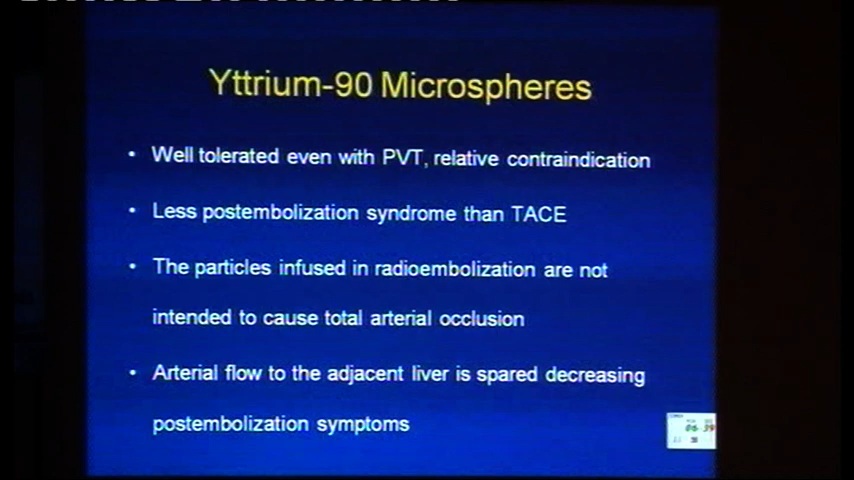 Yttrium-90 Microspheres
• Well tolerated even with PVT, relative contraindication
• Less postembolization syndrome than TACE
• The particles infused in radioembolization are not
intended to cause total arterial occlusion
• Arterial flow to the adjacent liver is spared decreasing
postembolization symptoms